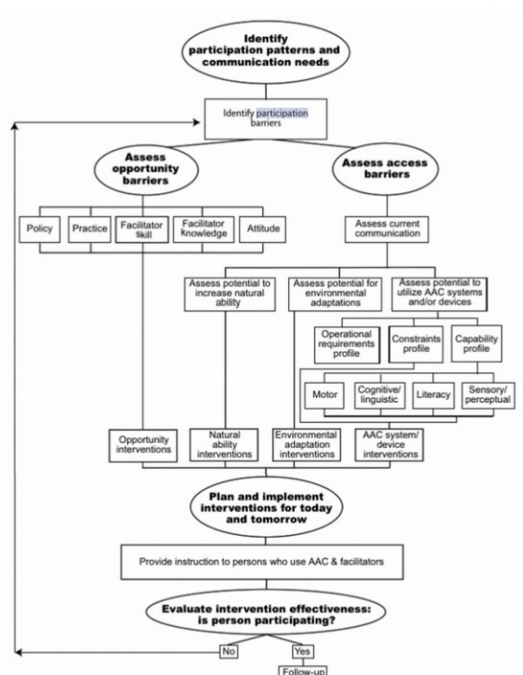 Identify
participation patterns and
communication needs
Identify participation
barriers
Assess
opportunity
barriers
Assess access
barriers
Policy
Practice
Facilitator
skill
Facilitator
knowledge
Attitude
Assess current
communication
Assess potential to
increase natural
ability
Assess potential for
environmental
adaptations
Assess potential to
utilize AAC systems
and/or devices
Operational
requirements
profile
Constraints
profile
Capability
profile
Motor
Cognitive/
linguistic
Literacy
Sensory/
perceptual
Opportunity
interventions
Natural
ability
interventions
Environmental
adaptation
interventions
AAC system/
device
interventions
Plan and implement
interventions for today
and tomorrow
Provide instruction to persons who use AAC & facilitators
Evaluate intervention effectiveness:
is person participating?
No
Yes
Follow-up